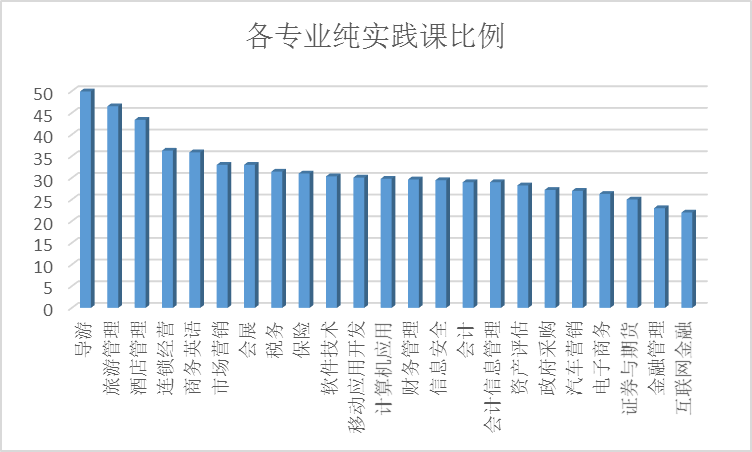 各专业纯实践课比例
50
45
40
35
30
25
20
15
10
5
0
导游
旅游管理
酒店管理
连锁经营
商务英语
市场营销
会展
税务
保险
软件技术
移动应用开发
计算机应用
财务管理
信息安全
会计
会计信息管理
资产评估
政府采购
汽车营销
电子商务
证券与期货
金融管理
互联网金融